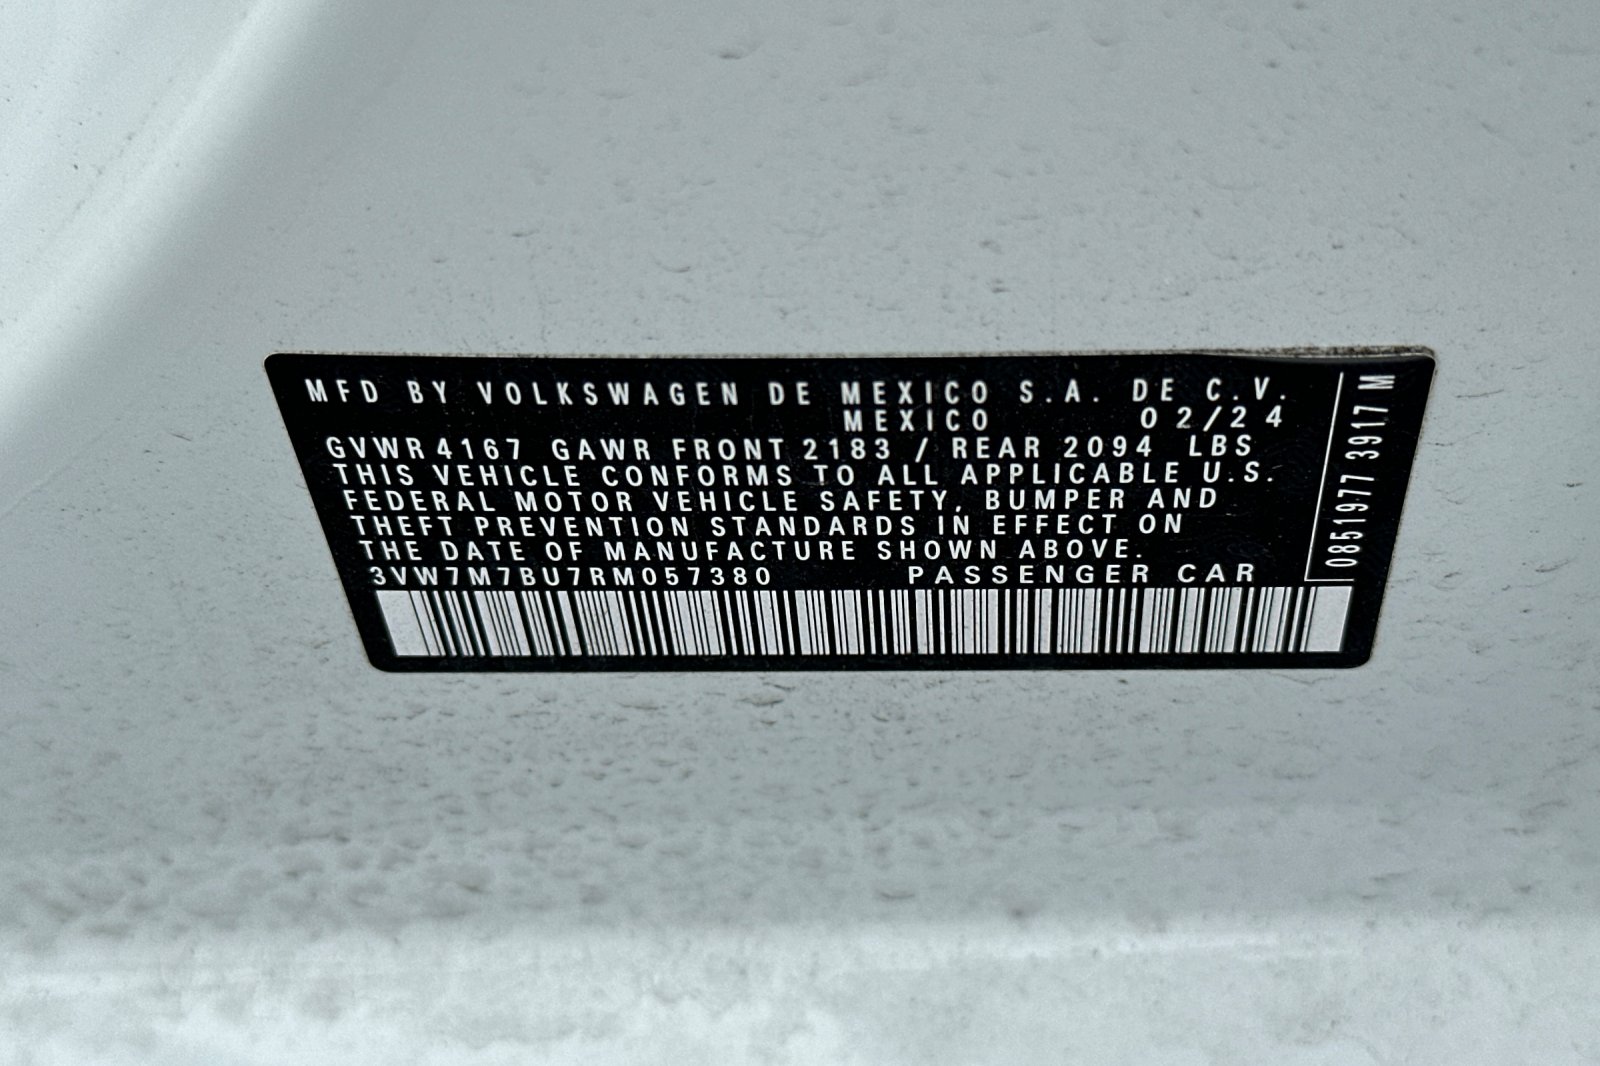 MFD BY VOLKSWAGEN DE MEXICO S.A. DE C.V.
MEXICO 02/24
GVWR 4167 GAWR FRONT 2183 / REAR 2094 LBS
THIS VEHICLE CONFORMS TO ALL APPLICABLE U.S.
FEDERAL MOTOR VEHICLE SAFETY, BUMPER AND
THEFT PREVENTION STANDARDS IN EFFECT ON
THE DATE OF MANUFACTURE SHOWN ABOVE.
3VW7M7BU7RM057380 PASSENGER CAR
0851977 3917 M